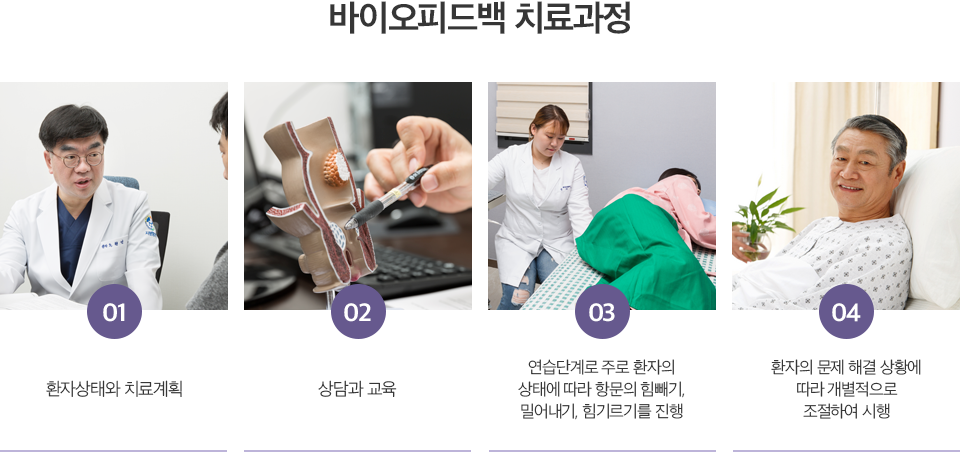 바이오피드백 치료과정
01
02
03
04
환자상태와 치료계획
상담과 교육
연습단계로 주로 환자의
상태에 따라 항문의 힘빼기,
밀어내기, 힘기르기를 진행
환자의 문제 해결 상황에
따라 개별적으로
조절하여 시행